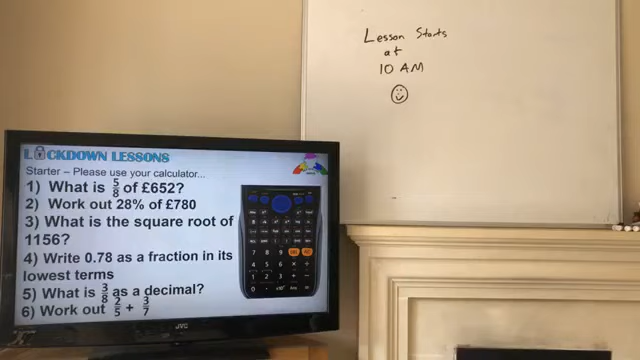 Lesson Starts
at
10 AM
LOCKDOWN LESSONS
Starter – Please use your calculator...
1) What is 5/8 of £652?
2) Work out 28% of £780
3) What is the square root of
1156?
4) Write 0.78 as a fraction in its
lowest terms
5) What is 3/8 as a decimal?
6) Work out 2/5 + 3/7
JVC